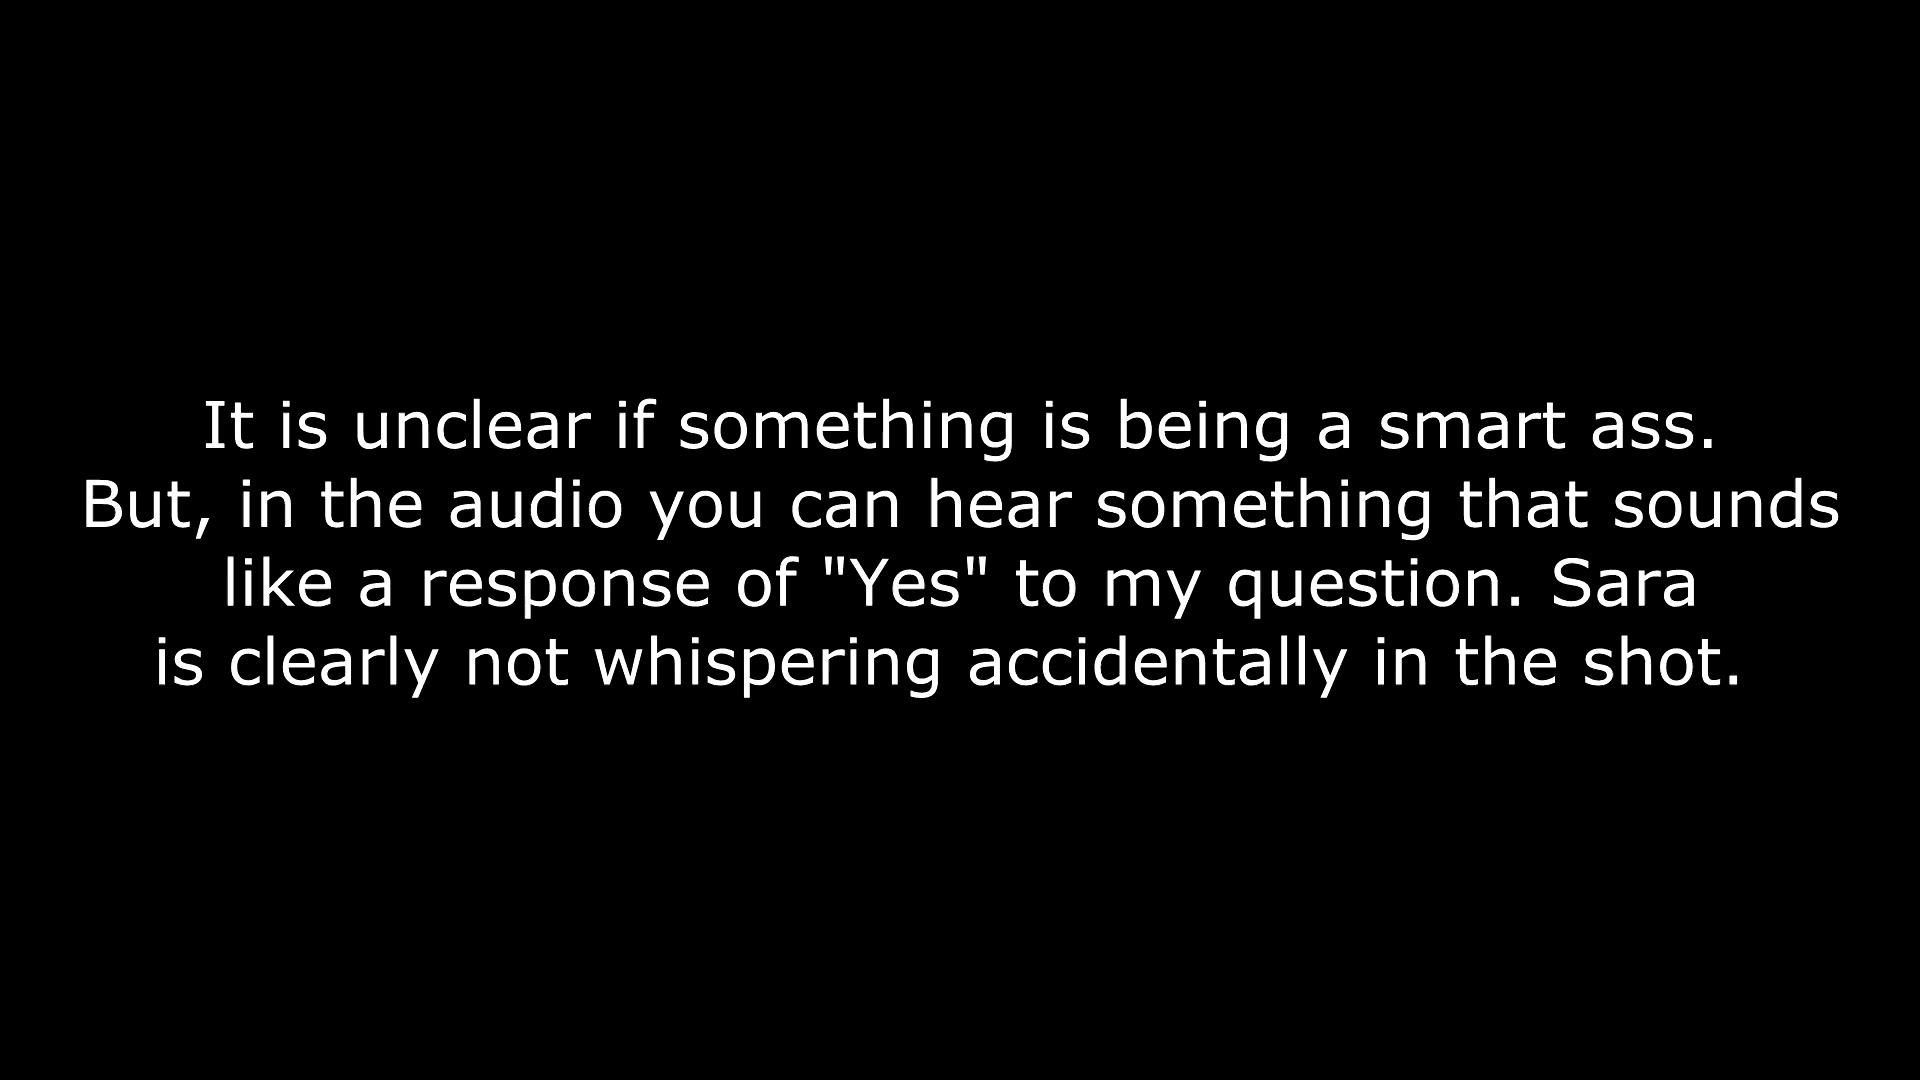 It is unclear if something is being a smart ass.
But, in the audio you can hear something that sounds
like a response of "Yes" to my question. Sara
is clearly not whispering accidentally in the shot.